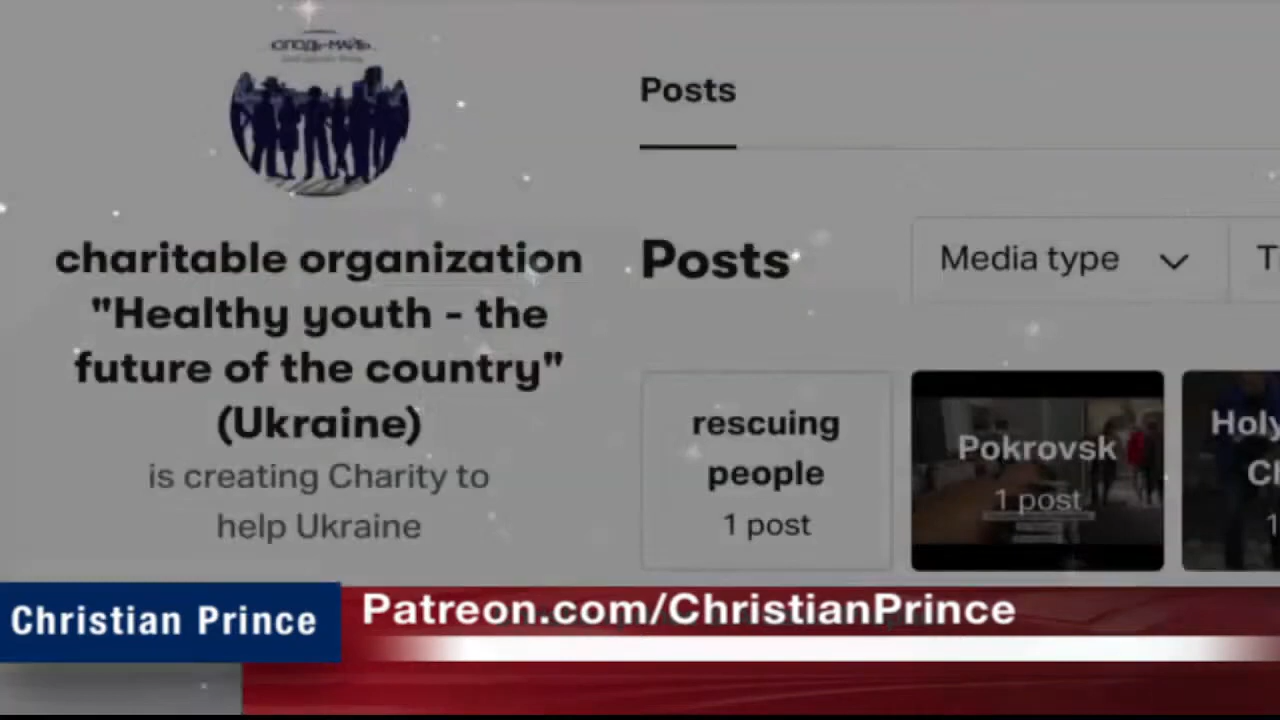 Posts
charitable organization
"Healthy youth - the
future of the country"
(Ukraine)
is creating Charity to
help Ukraine
Posts
Media type
rescuing
people
1 post
Pokrovsk
1 post
Holy
Christian Prince
Patreon.com/ChristianPrince